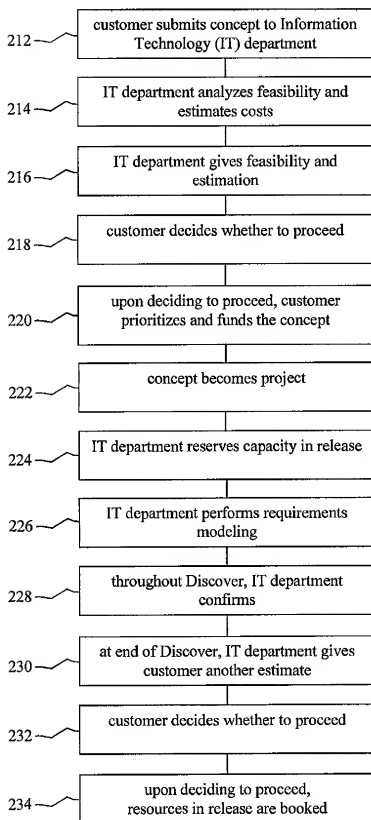 212 customer submits concept to Information
Technology (IT) department
214 IT department analyzes feasibility and
estimates costs
216 IT department gives feasibility and
estimation
218 customer decides whether to proceed
220 upon deciding to proceed, customer
prioritizes and funds the concept
222 concept becomes project
224 IT department reserves capacity in release
226 IT department performs requirements
modeling
228 throughout Discover, IT department
confirms
230 at end of Discover, IT department gives
customer another estimate
232 customer decides whether to proceed
234 upon deciding to proceed,
resources in release are booked